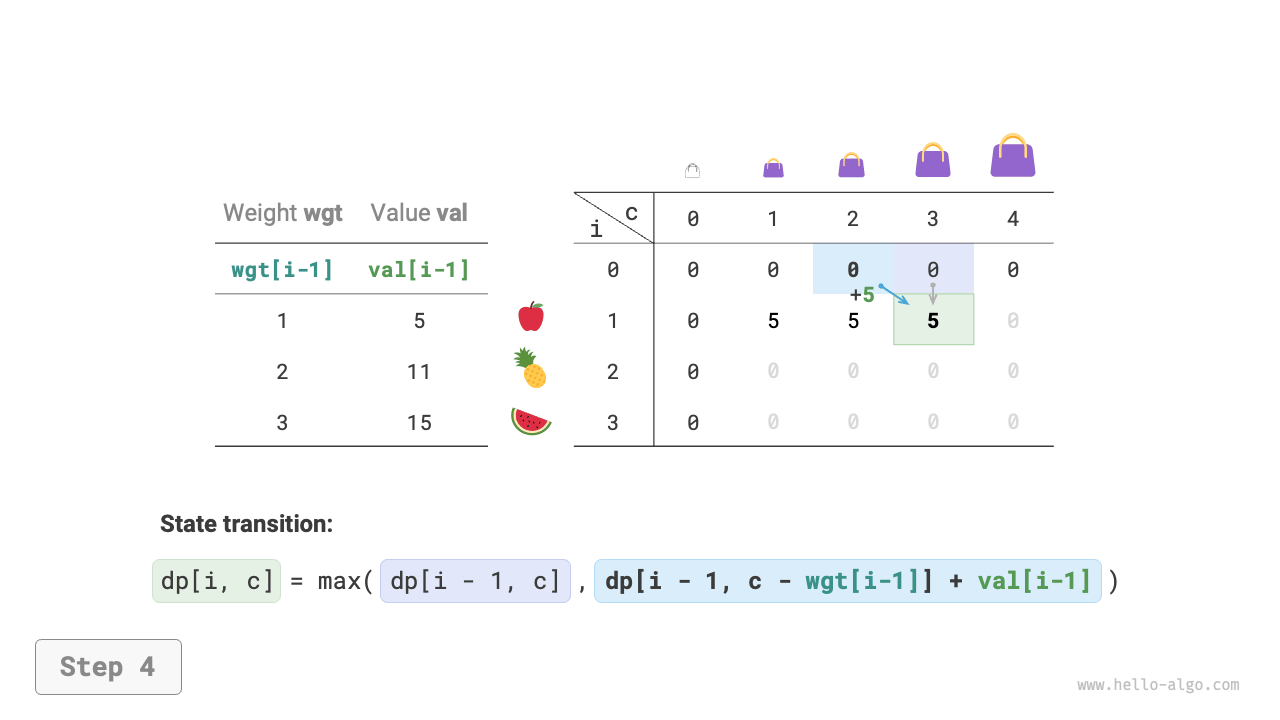 Weight wgt Value val
wgt[i-1] val[i-1]
1 5
2 11
3 15
i c 0 1 2 3 4
0 0 0 0 0 0
+5
1 0 5 5 5 0
2 0 0 0 0 0
3 0 0 0 0 0
State transition:
dp[i, c] = max( dp[i - 1, c] , dp[i - 1, c - wgt[i-1]] + val[i-1] )
Step 4
www.hello-algo.com